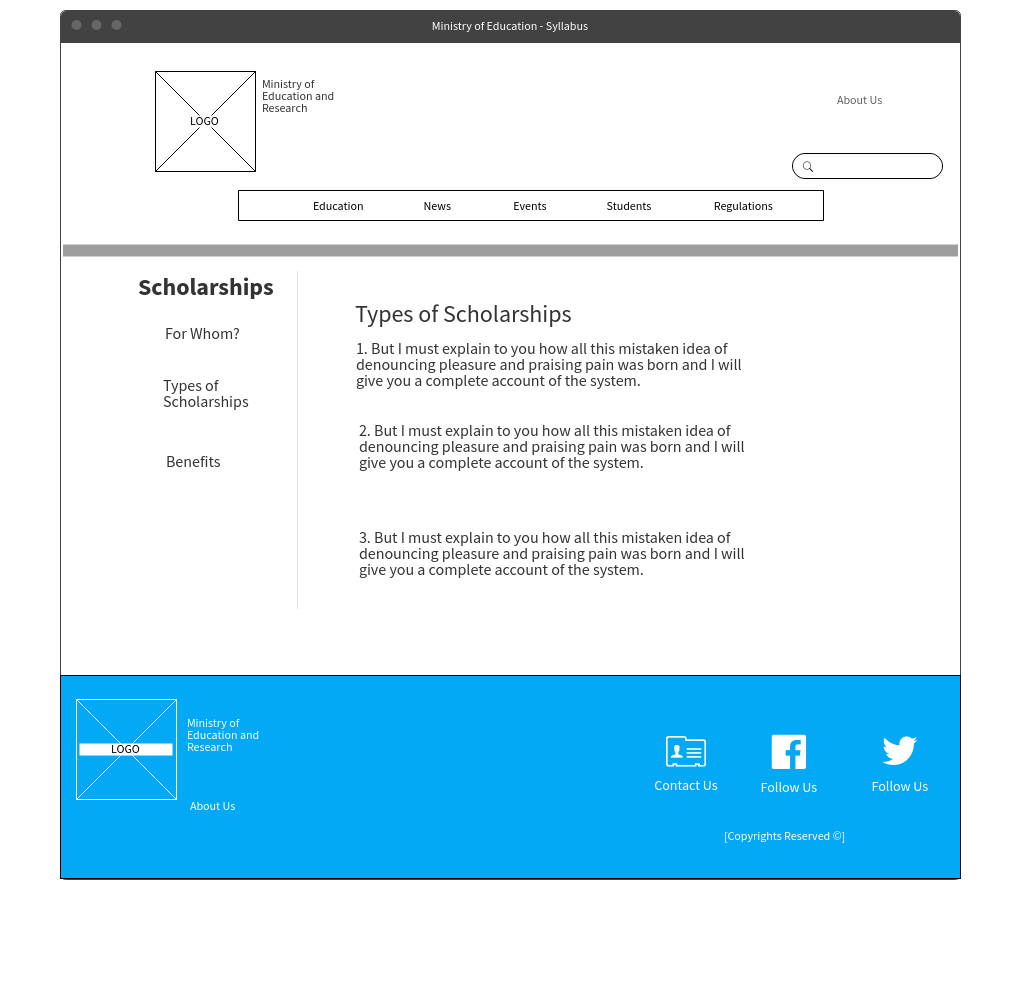 Ministry of Education - Syllabus
Ministry of
Education and
Research
LOGO
About Us
Education News Events Students Regulations
Scholarships
For Whom?
Types of
Scholarships
Benefits
Types of Scholarships
1. But I must explain to you how all this mistaken idea of
denouncing pleasure and praising pain was born and I will
give you a complete account of the system.
2. But I must explain to you how all this mistaken idea of
denouncing pleasure and praising pain was born and I will
give you a complete account of the system.
3. But I must explain to you how all this mistaken idea of
denouncing pleasure and praising pain was born and I will
give you a complete account of the system.
LOGO
Ministry of
Education and
Research
About Us
Contact Us
Follow Us
Follow Us
[Copyrights Reserved ©]